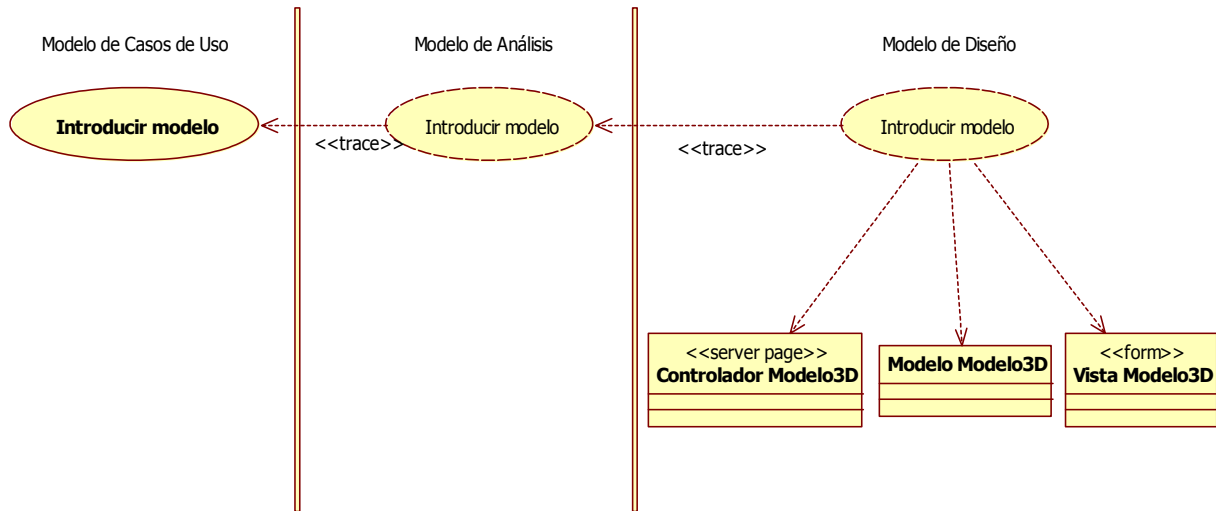 Modelo de Casos de Uso
Modelo de Análisis
Modelo de Diseño
Introducir modelo
Introducir modelo
Introducir modelo
<<trace>>
<<trace>>
<<server page>>
Controlador Modelo3D
Modelo Modelo3D
<<form>>
Vista Modelo3D